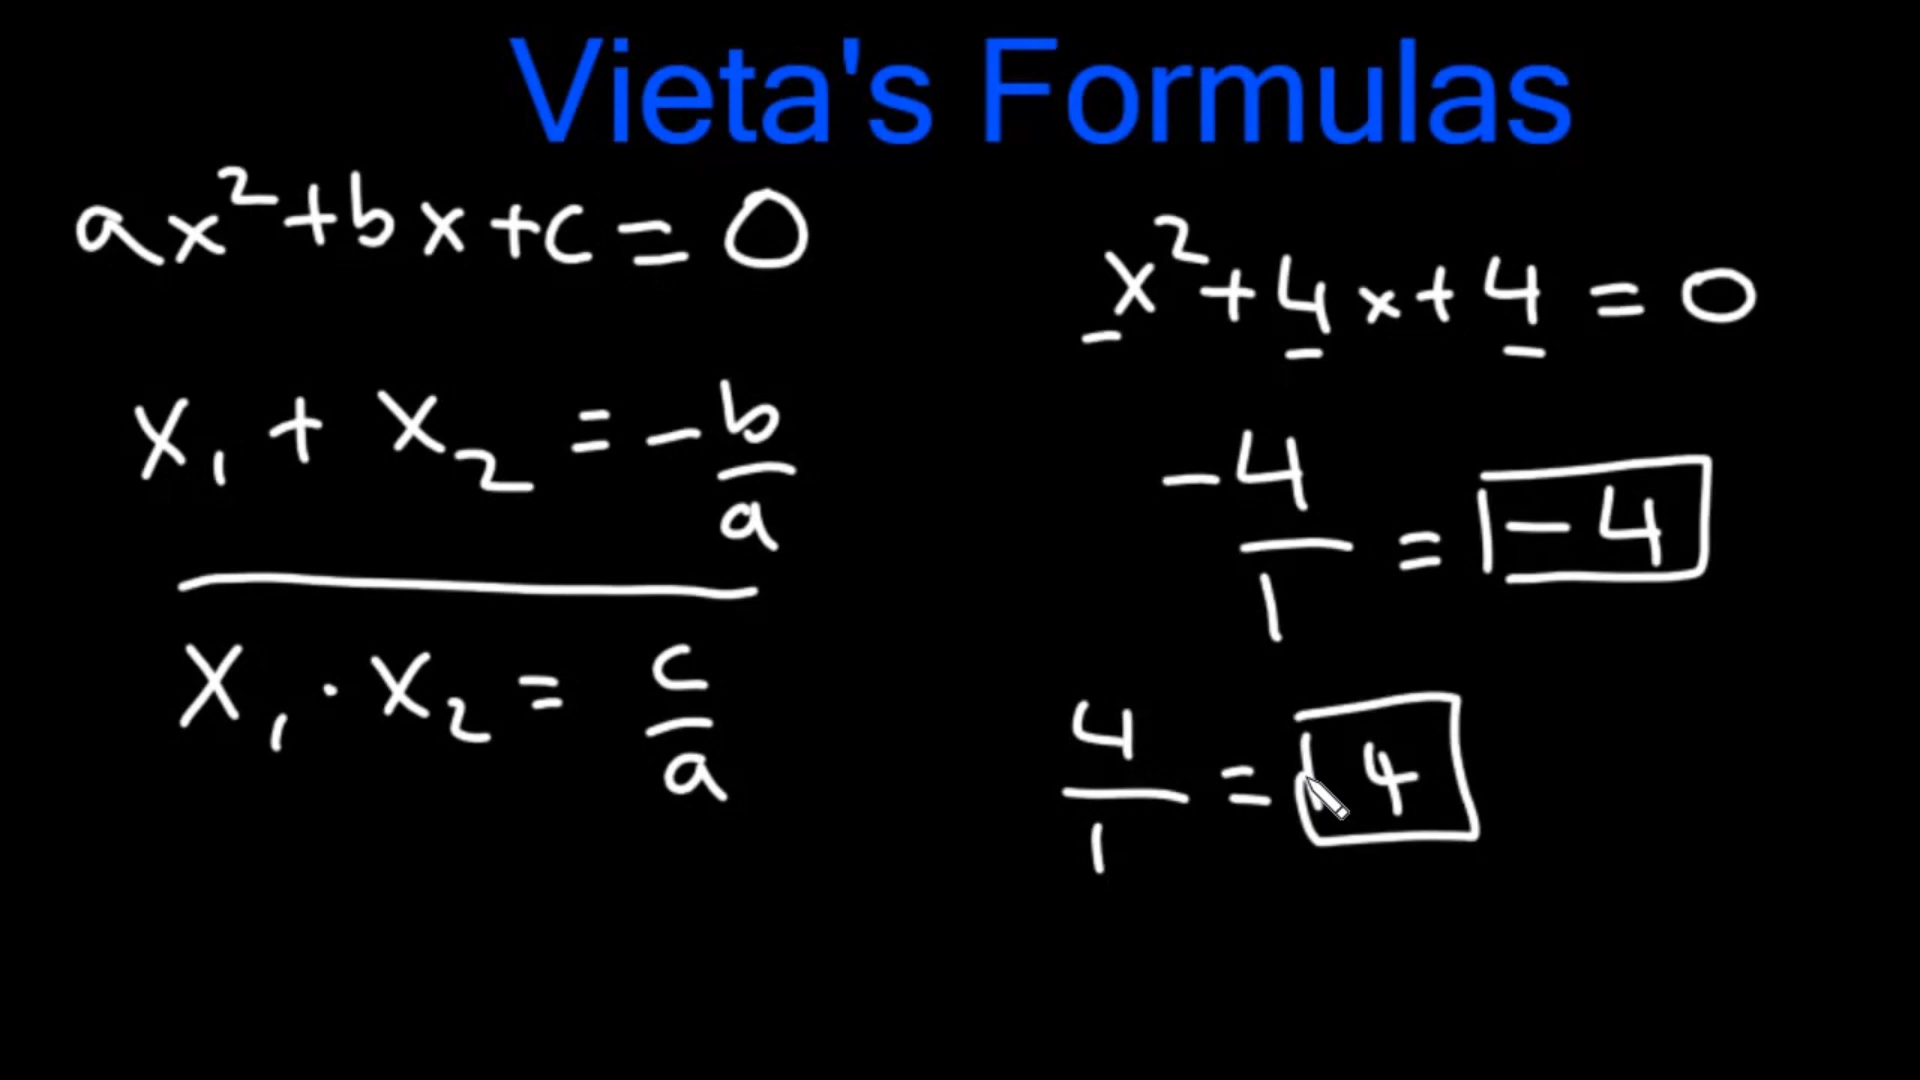 Vieta's Formulas
ax²+bx+c=0
x₁ + x₂ = -b/a
x₁ · x₂ = c/a
x²+4x+4=0
-4/1 = -4
4/1 = 4